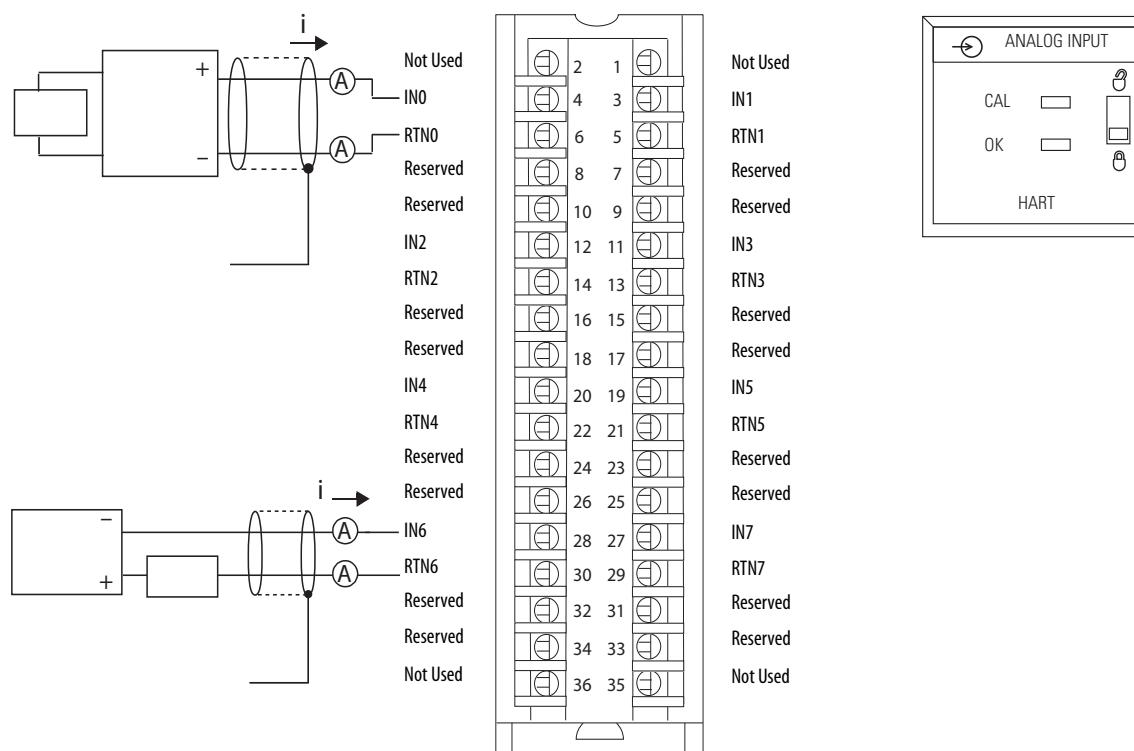 i
+
−
A
A
Not Used
IN0
RTN0
Reserved
Reserved
IN2
RTN2
Reserved
Reserved
IN4
RTN4
Reserved
Reserved
IN6
RTN6
Reserved
Reserved
Not Used
i
−
+
A
A
2 1
4 3
6 5
8 7
10 9
12 11
14 13
16 15
18 17
20 19
22 21
24 23
26 25
28 27
30 29
32 31
34 33
36 35
Not Used
IN1
RTN1
Reserved
Reserved
IN3
RTN3
Reserved
Reserved
IN5
RTN5
Reserved
Reserved
IN7
RTN7
Reserved
Reserved
Not Used
ANALOG INPUT
CAL
OK
HART